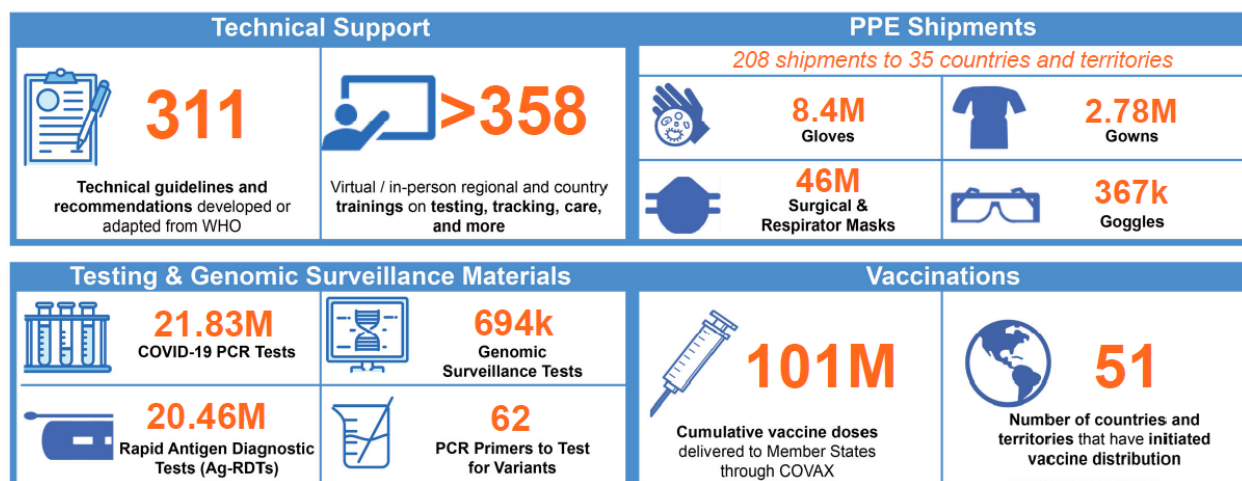 Technical Support
311
Technical guidelines and
recommendations developed or
adapted from WHO
>358
Virtual / in-person regional and country
trainings on testing, tracking, care,
and more
PPE Shipments
208 shipments to 35 countries and territories
8.4M
Gloves
2.78M
Gowns
46M
Surgical &
Respirator Masks
367k
Goggles
Testing & Genomic Surveillance Materials
21.83M
COVID-19 PCR Tests
694k
Genomic
Surveillance Tests
20.46M
Rapid Antigen Diagnostic
Tests (Ag-RDTs)
62
PCR Primers to Test
for Variants
Vaccinations
101M
Cumulative vaccine doses
delivered to Member States
through COVAX
51
Number of countries and
territories that have initiated
vaccine distribution